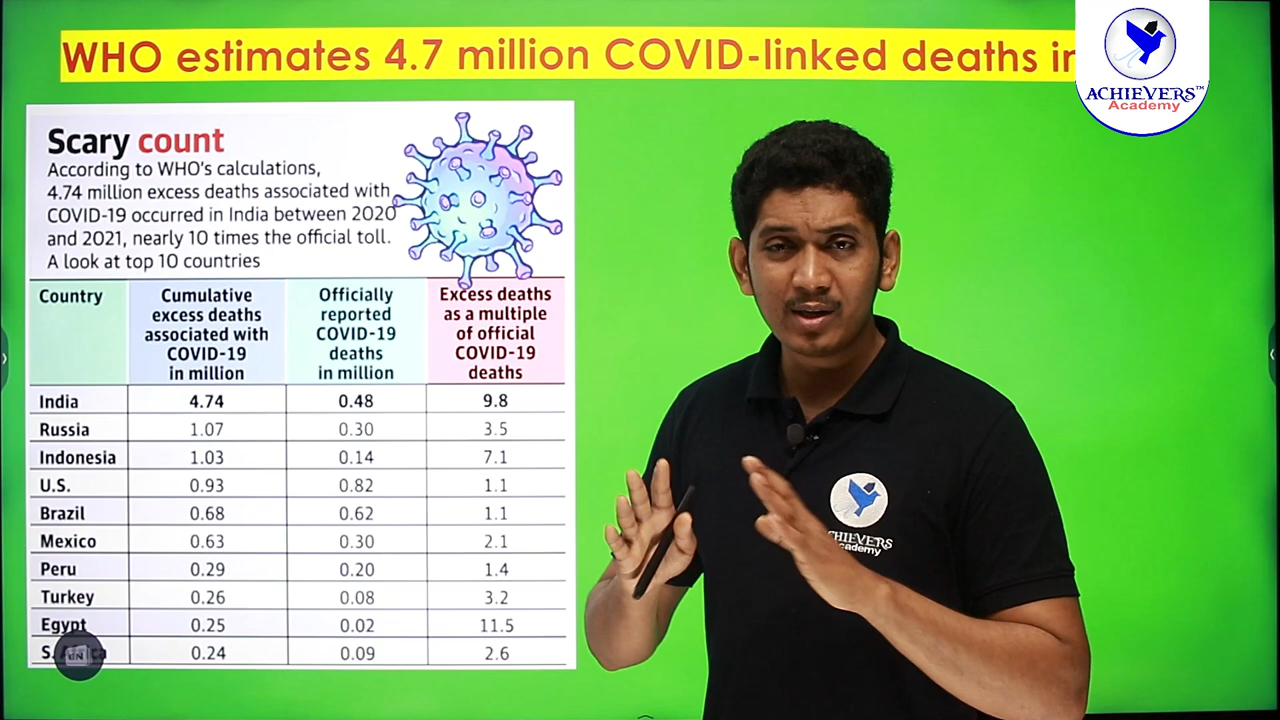 WHO estimates 4.7 million COVID-linked deaths in
ACHIEVERS™
Academy
Scary count
According to WHO's calculations,
4.74 million excess deaths associated with
COVID-19 occurred in India between 2020
and 2021, nearly 10 times the official toll.
A look at top 10 countries
Country
Cumulative
excess deaths
associated with
COVID-19
in million
Officially
reported
COVID-19
deaths
in million
Excess deaths
as a multiple
of official
COVID-19
deaths
India 4.74 0.48 9.8
Russia 1.07 0.30 3.5
Indonesia 1.03 0.14 7.1
U.S. 0.93 0.82 1.1
Brazil 0.68 0.62 1.1
Mexico 0.63 0.30 2.1
Peru 0.29 0.20 1.4
Turkey 0.26 0.08 3.2
Egypt 0.25 0.02 11.5
S. 0.24 0.09 2.6
EN
ACHIEVERS
Academy